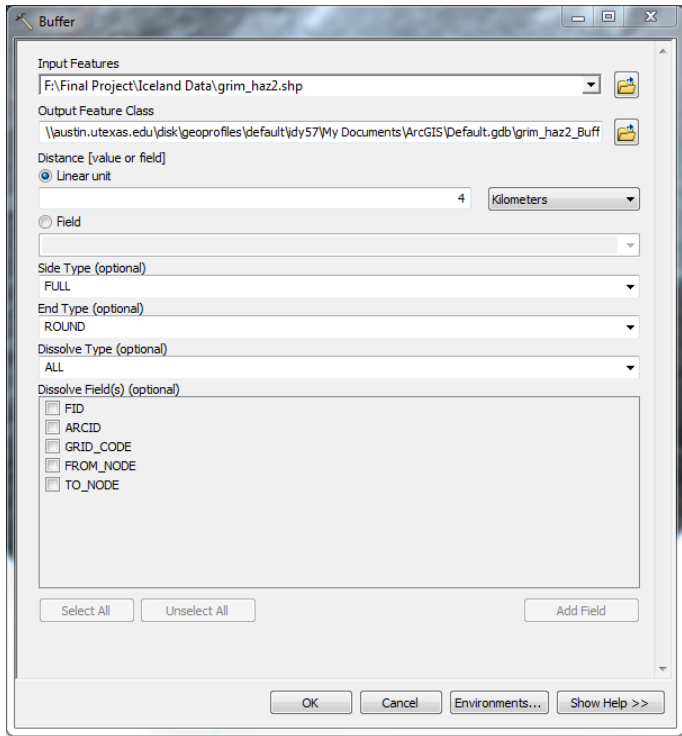 Buffer
Input Features
F:\Final Project\Iceland Data\grim_haz2.shp
Output Feature Class
\\austin.utexas.edu\disk\geoprofiles\default\idy57\My Documents\ArcGIS\Default.gdb\grim_haz2_Buff
Distance [value or field]
Linear unit
4 Kilometers
Field
Side Type (optional)
FULL
End Type (optional)
ROUND
Dissolve Type (optional)
ALL
Dissolve Field(s) (optional)
FID
ARCID
GRID_CODE
FROM_NODE
TO_NODE
Select All Unselect All Add Field
OK Cancel Environments... Show Help >>